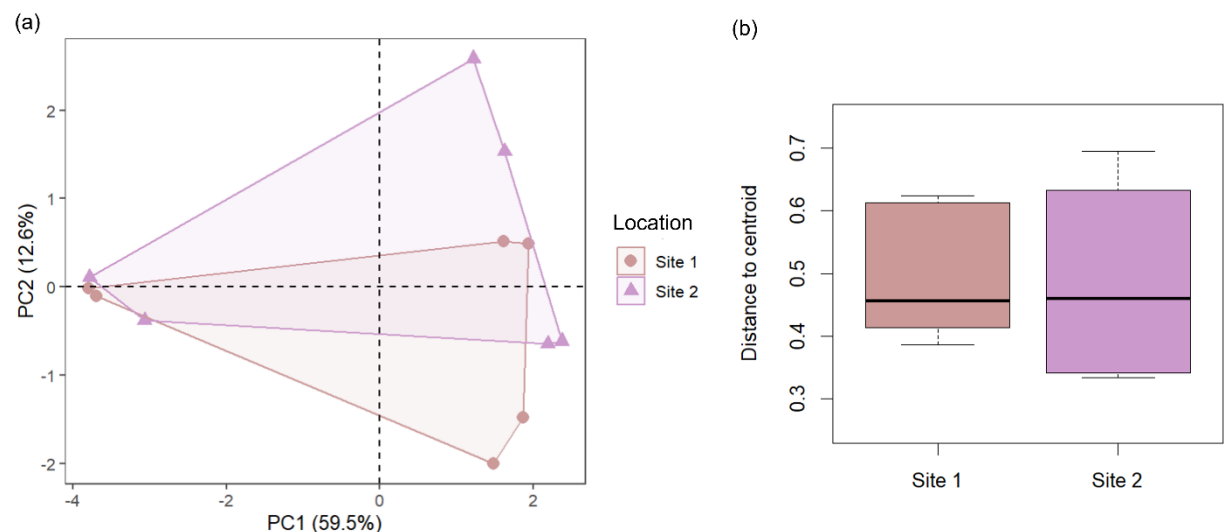 (a)
2
1
0
-1
-2
PC2 (12.6%)
-4
-2
0
2
PC1 (59.5%)
Location
Site 1
Site 2
(b)
0.7
0.6
0.5
0.4
0.3
Distance to centroid
Site 1
Site 2